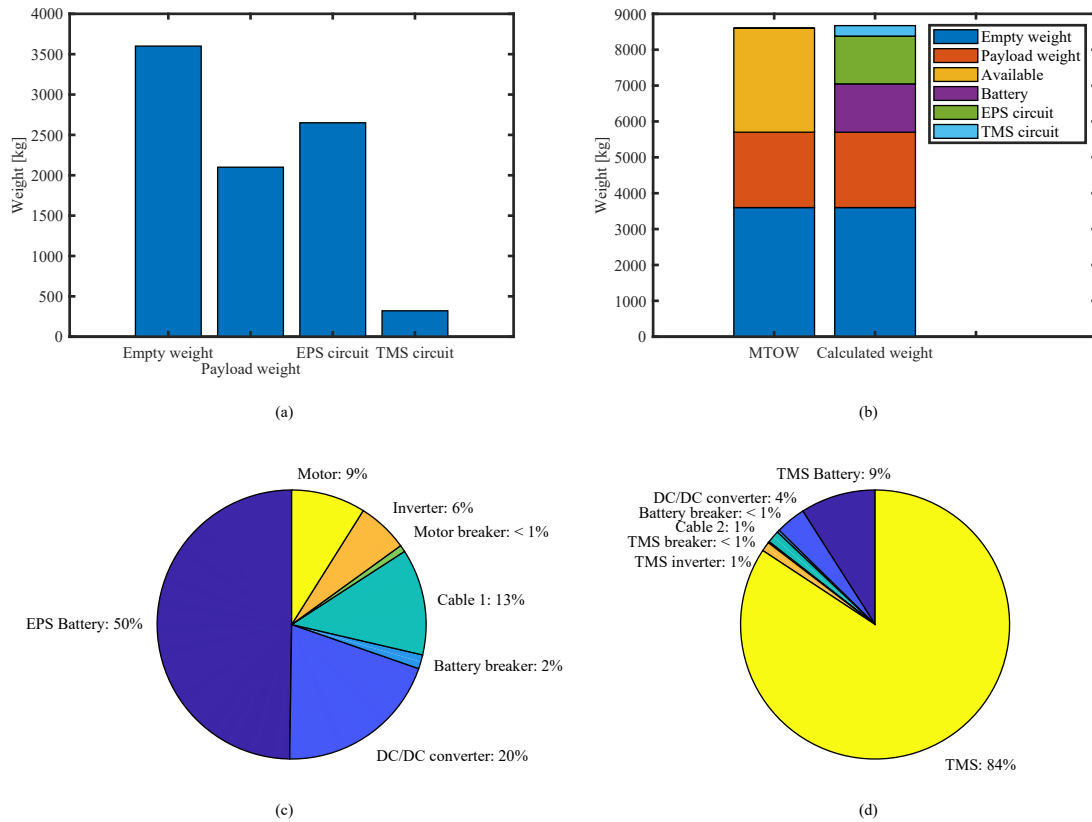 4000
3500
3000
2500
2000
1500
1000
500
0
Weight [kg]
Empty weight
Payload weight
EPS circuit
TMS circuit
(a)
9000
8000
7000
6000
5000
4000
3000
2000
1000
0
Weight [kg]
MTOW
Calculated weight
Empty weight
Payload weight
Available
Battery
EPS circuit
TMS circuit
(b)
Motor: 9%
Inverter: 6%
Motor breaker: < 1%
Cable 1: 13%
Battery breaker: 2%
DC/DC converter: 20%
EPS Battery: 50%
(c)
TMS Battery: 9%
DC/DC converter: 4%
Battery breaker: < 1%
Cable 2: 1%
TMS breaker: < 1%
TMS inverter: 1%
TMS: 84%
(d)